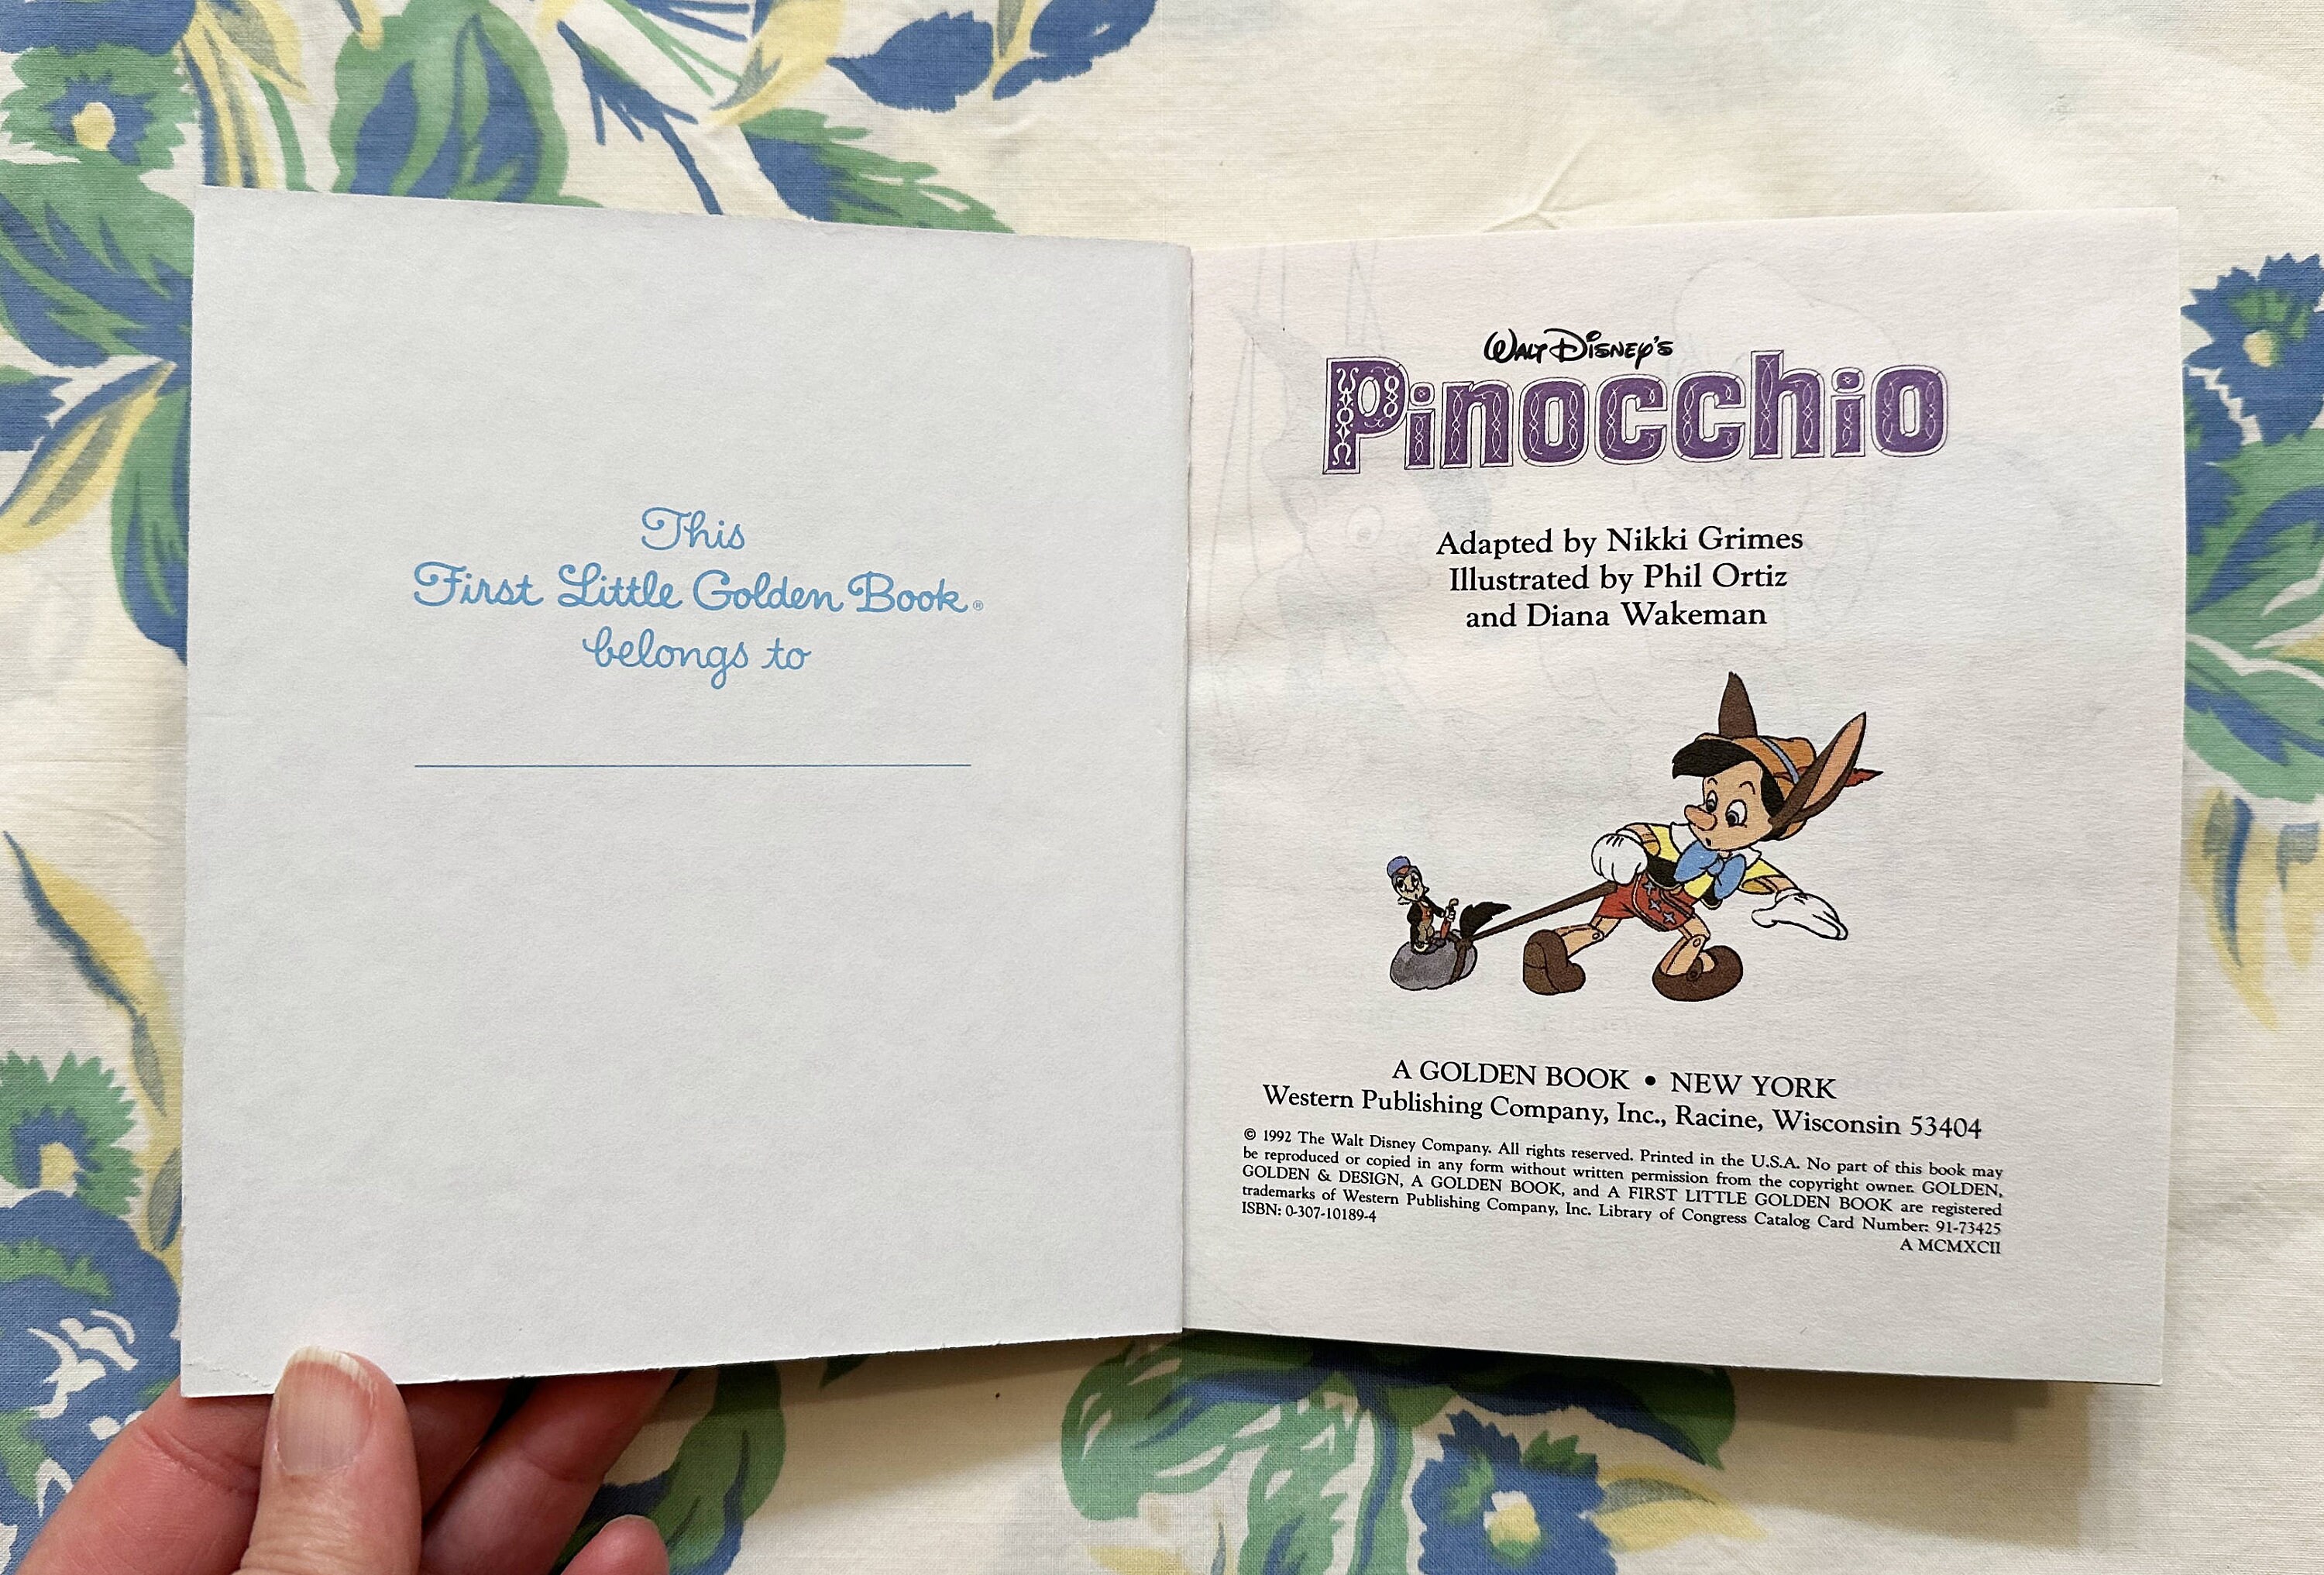 This
First Little Golden Book®
belongs to
WALT DISNEY'S
Pinocchio
Adapted by Nikki Grimes
Illustrated by Phil Ortiz
and Diana Wakeman
A GOLDEN BOOK • NEW YORK
Western Publishing Company, Inc., Racine, Wisconsin 53404
© 1992 The Walt Disney Company. All rights reserved. Printed in the U.S.A. No part of this book may
be reproduced or copied in any form without written permission from the copyright owner. GOLDEN,
GOLDEN & DESIGN, A GOLDEN BOOK, and A FIRST LITTLE GOLDEN BOOK are registered
trademarks of Western Publishing Company, Inc. Library of Congress Catalog Card Number: 91-73425
ISBN: 0-307-10189-4
A MCMXCII